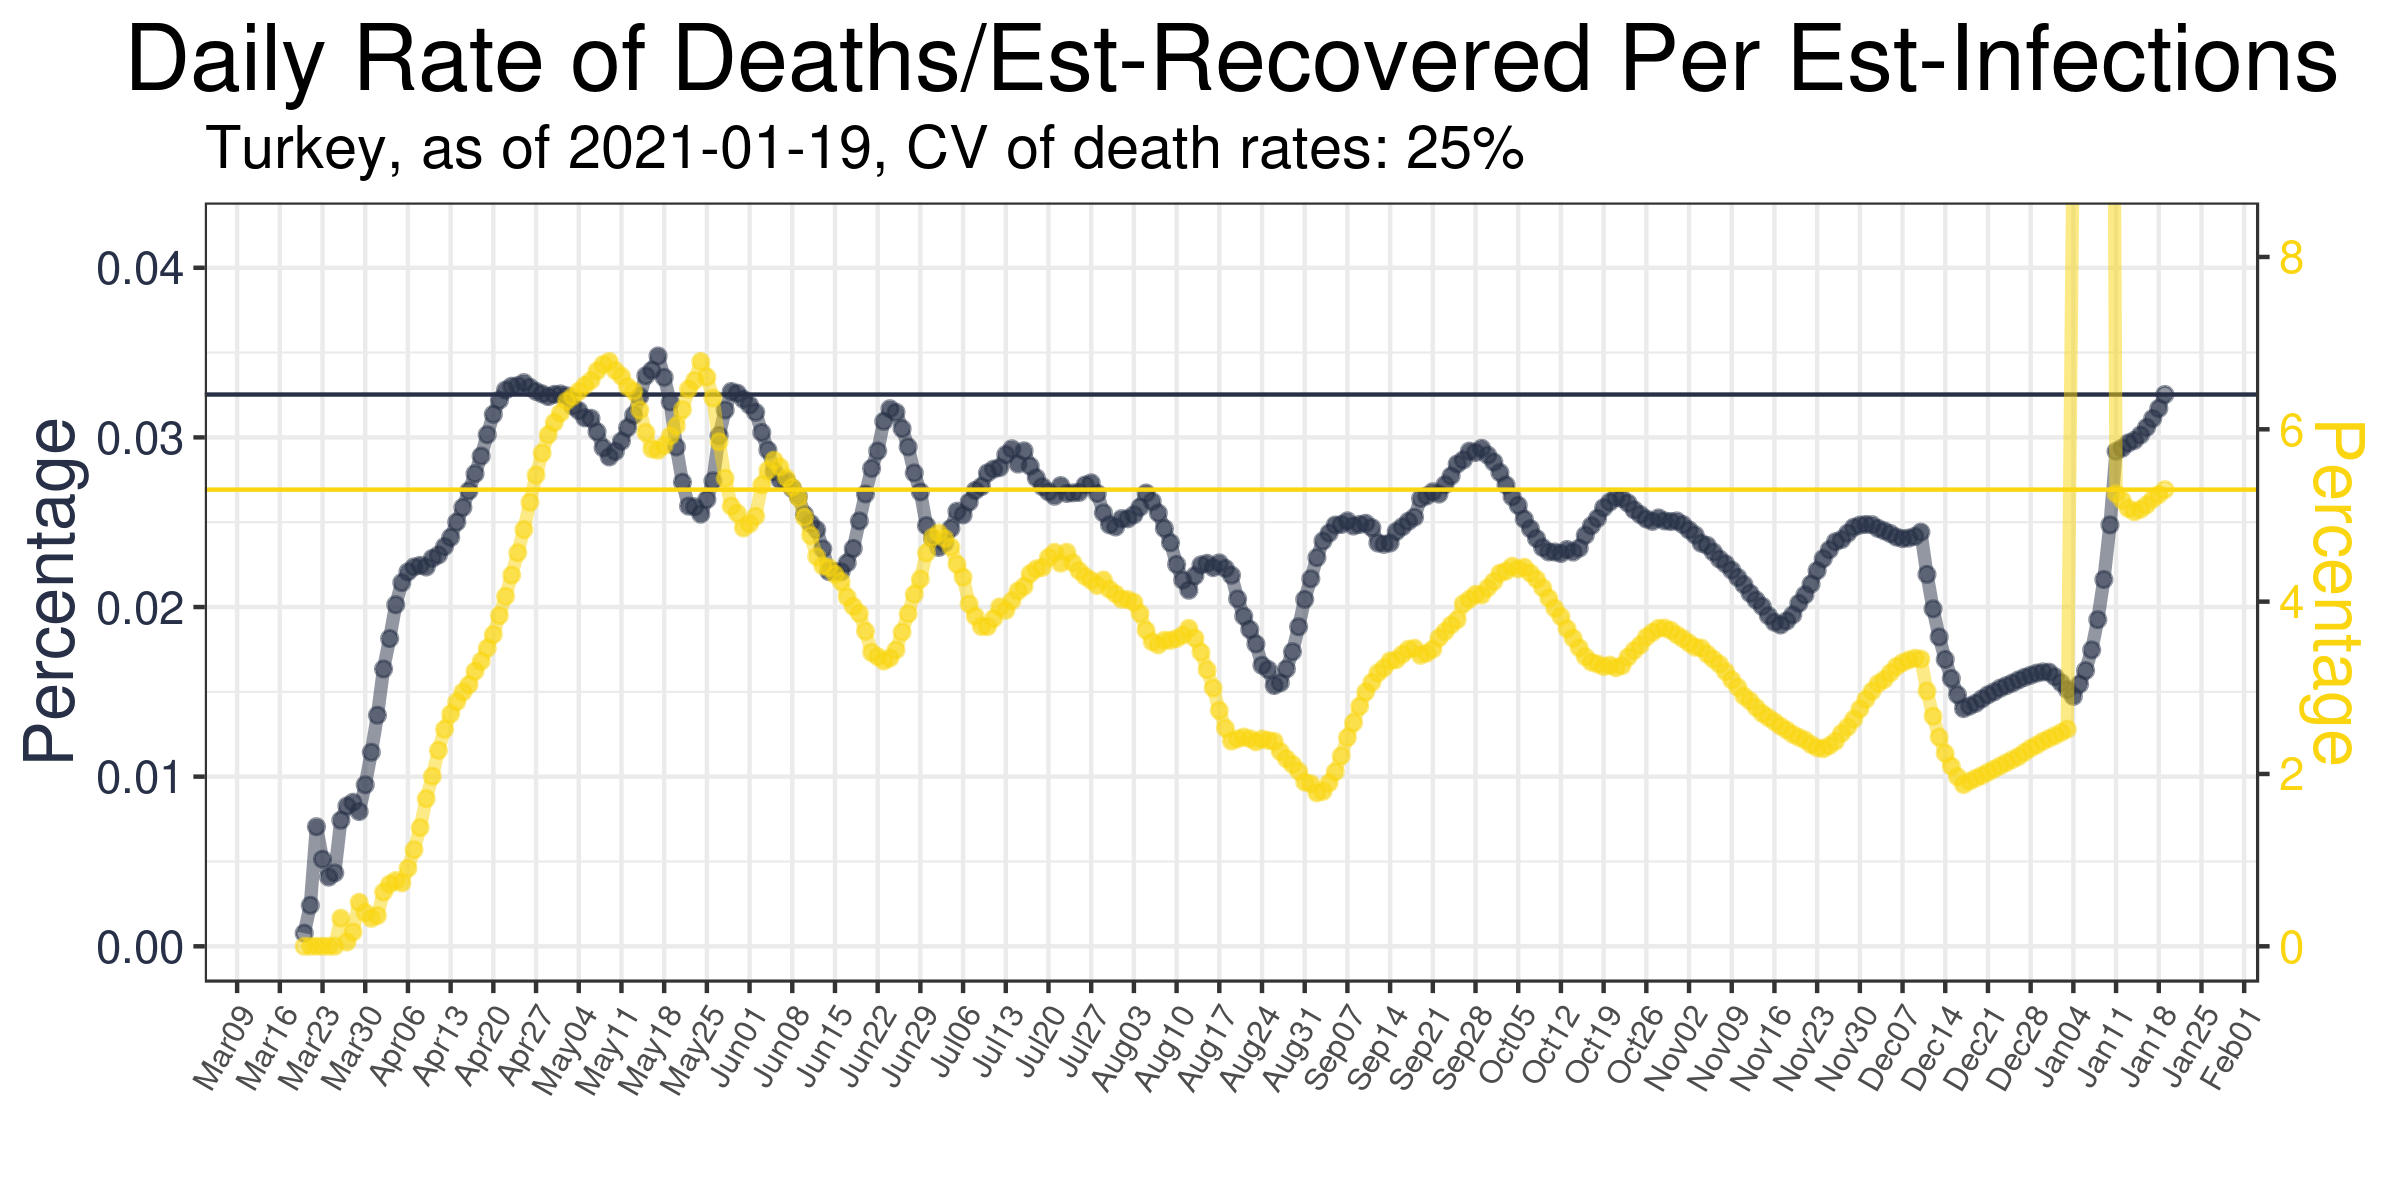 Daily Rate of Deaths/Est-Recovered Per Est-Infections
Turkey, as of 2021-01-19, CV of death rates: 25%
Percentage
0.04
0.03
0.02
0.01
0.00
8
6
4
2
0
Percentage
Mar09
Mar16
Mar23
Mar30
Apr06
Apr13
Apr20
Apr27
May04
May11
May18
May25
Jun01
Jun08
Jun15
Jun22
Jun29
Jul06
Jul13
Jul20
Jul27
Aug03
Aug10
Aug17
Aug24
Aug31
Sep07
Sep14
Sep21
Sep28
Oct05
Oct12
Oct19
Oct26
Nov02
Nov09
Nov16
Nov23
Nov30
Dec07
Dec14
Dec21
Dec28
Jan04
Jan11
Jan18
Jan25
Feb01